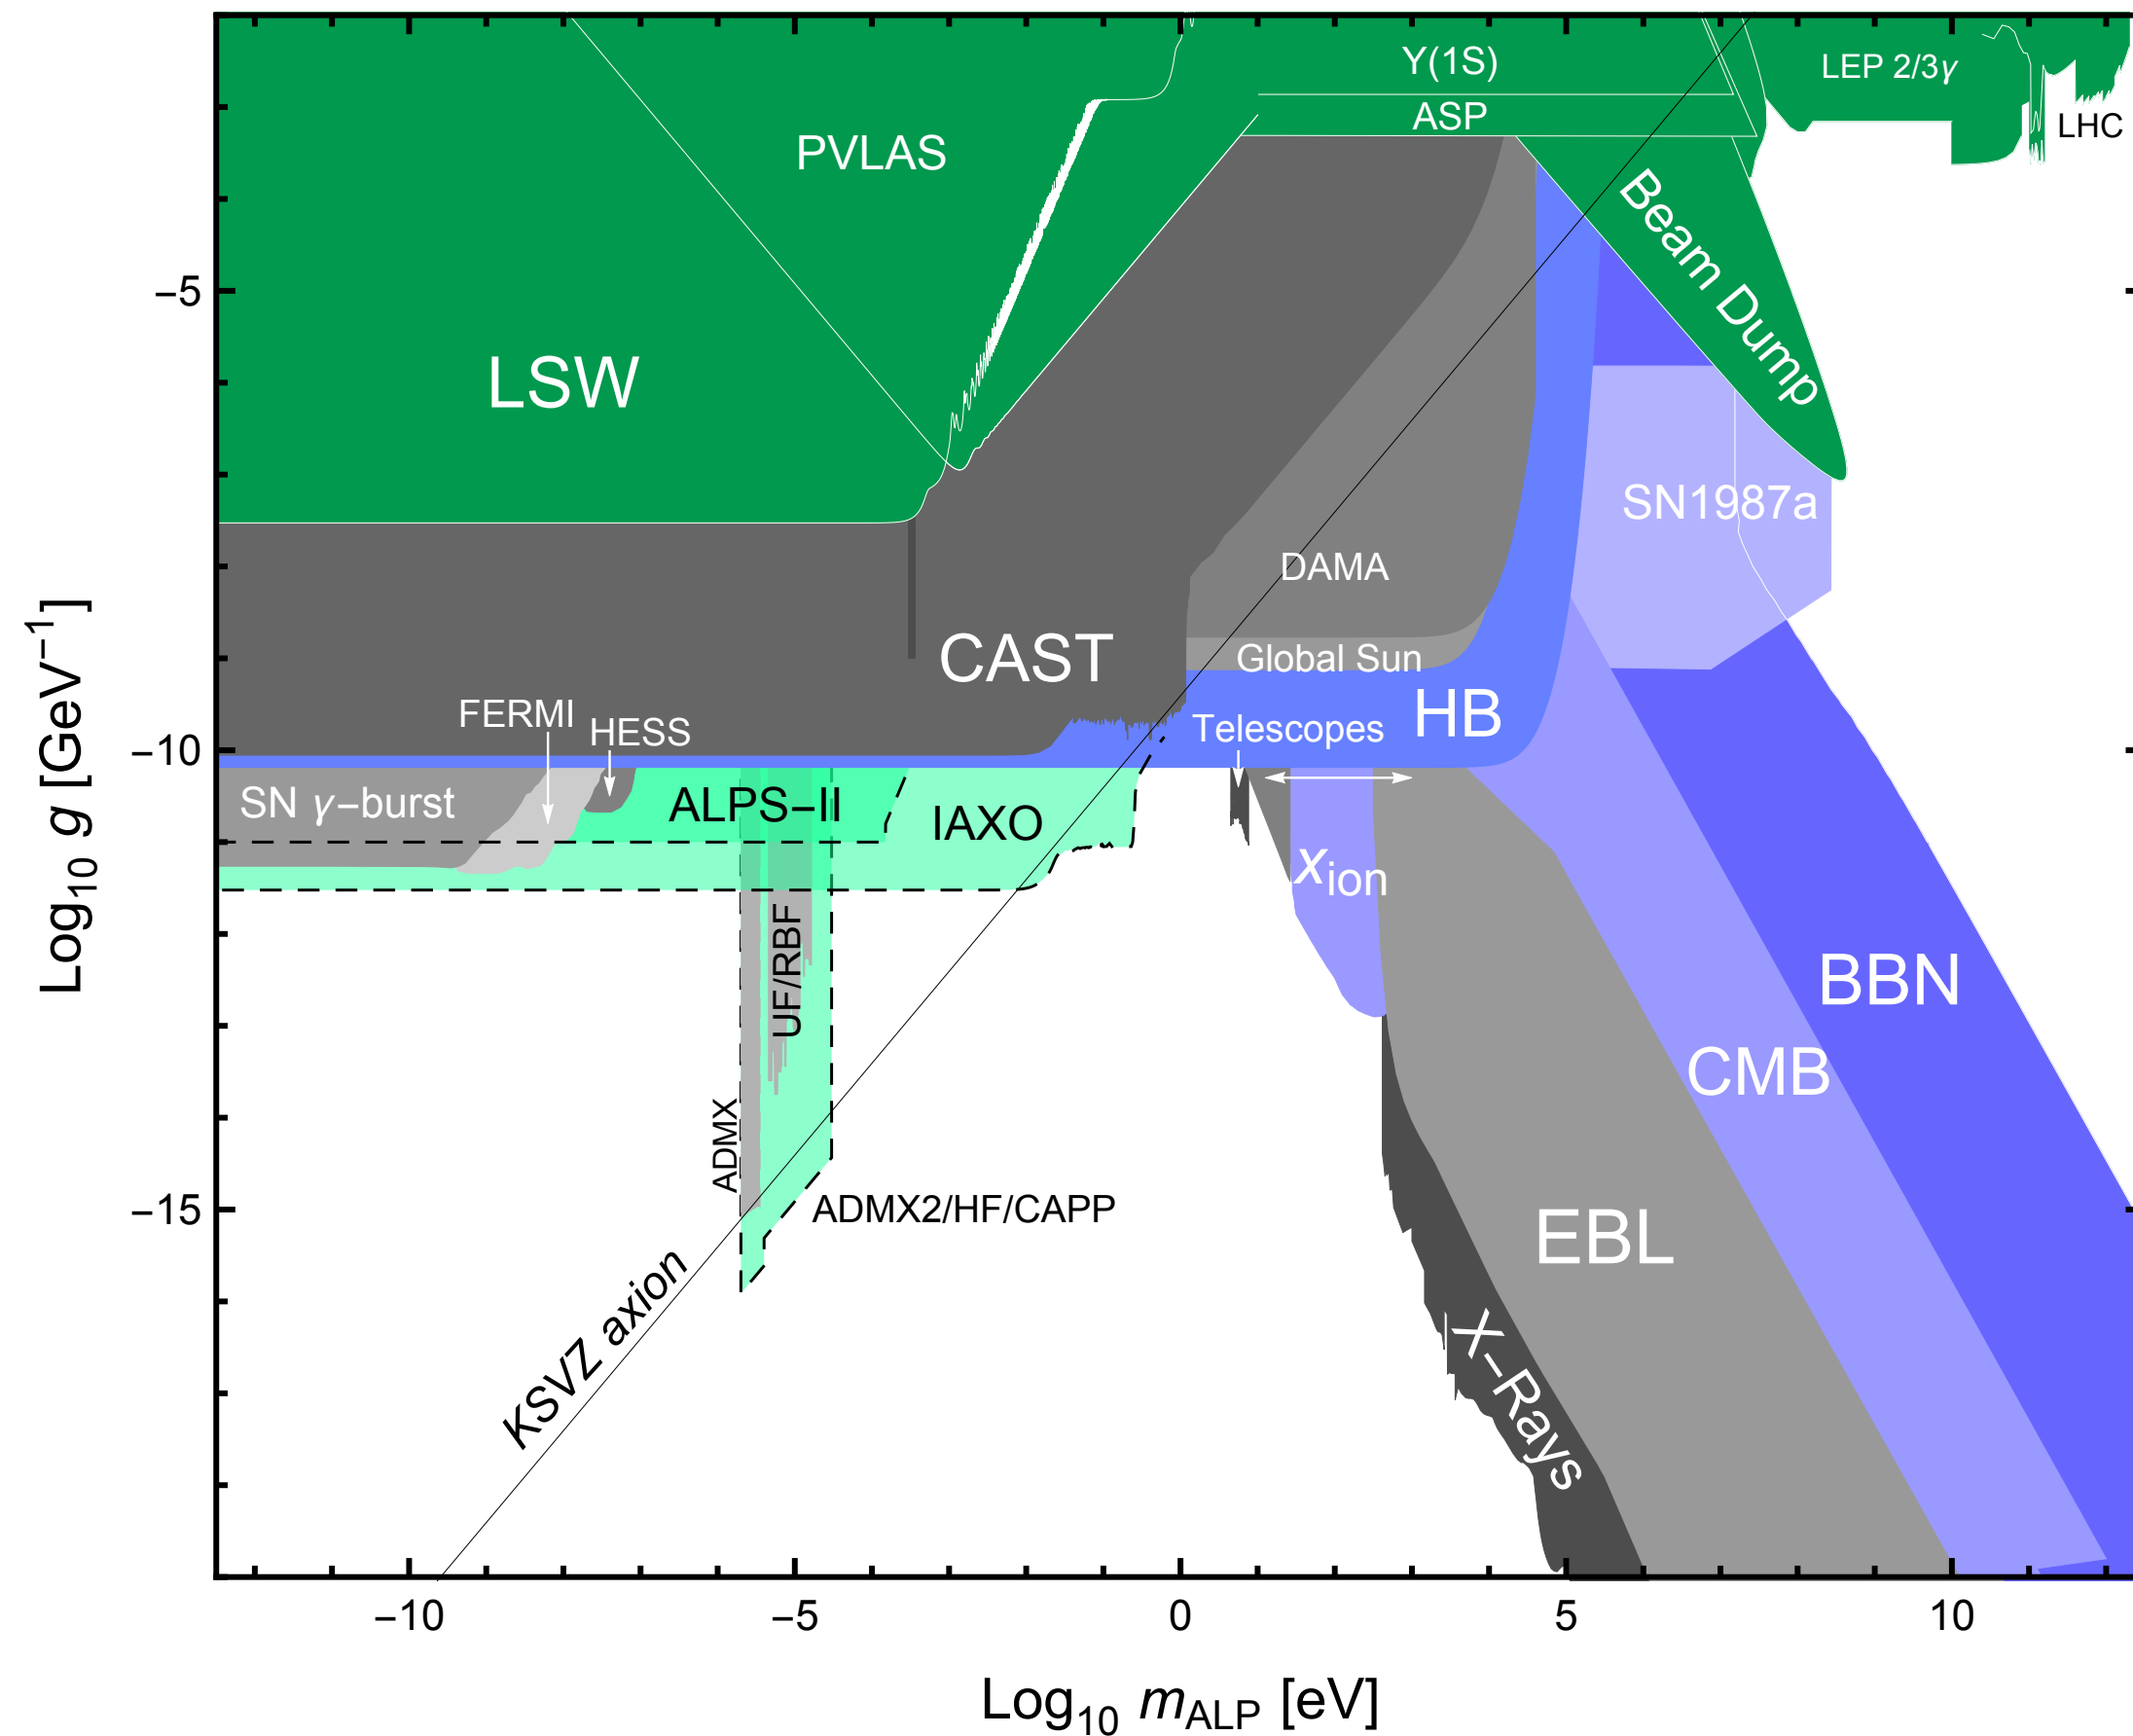 Y(1S)
LEP 2/3γ
ASP
LHC
PVLAS
Beam Dump
−5
LSW
SN1987a
DAMA
CAST
Global Sun
FERMI
HESS
Telescopes
HB
−10
SN γ−burst
ALPS−II
IAXO
xion
UF/RBF
BBN
CMB
ADMX
−15
ADMX2/HF/CAPP
EBL
KSVZ axion
X−Rays
Log10 g [GeV−1]
−10
−5
0
5
10
Log10 mALP [eV]